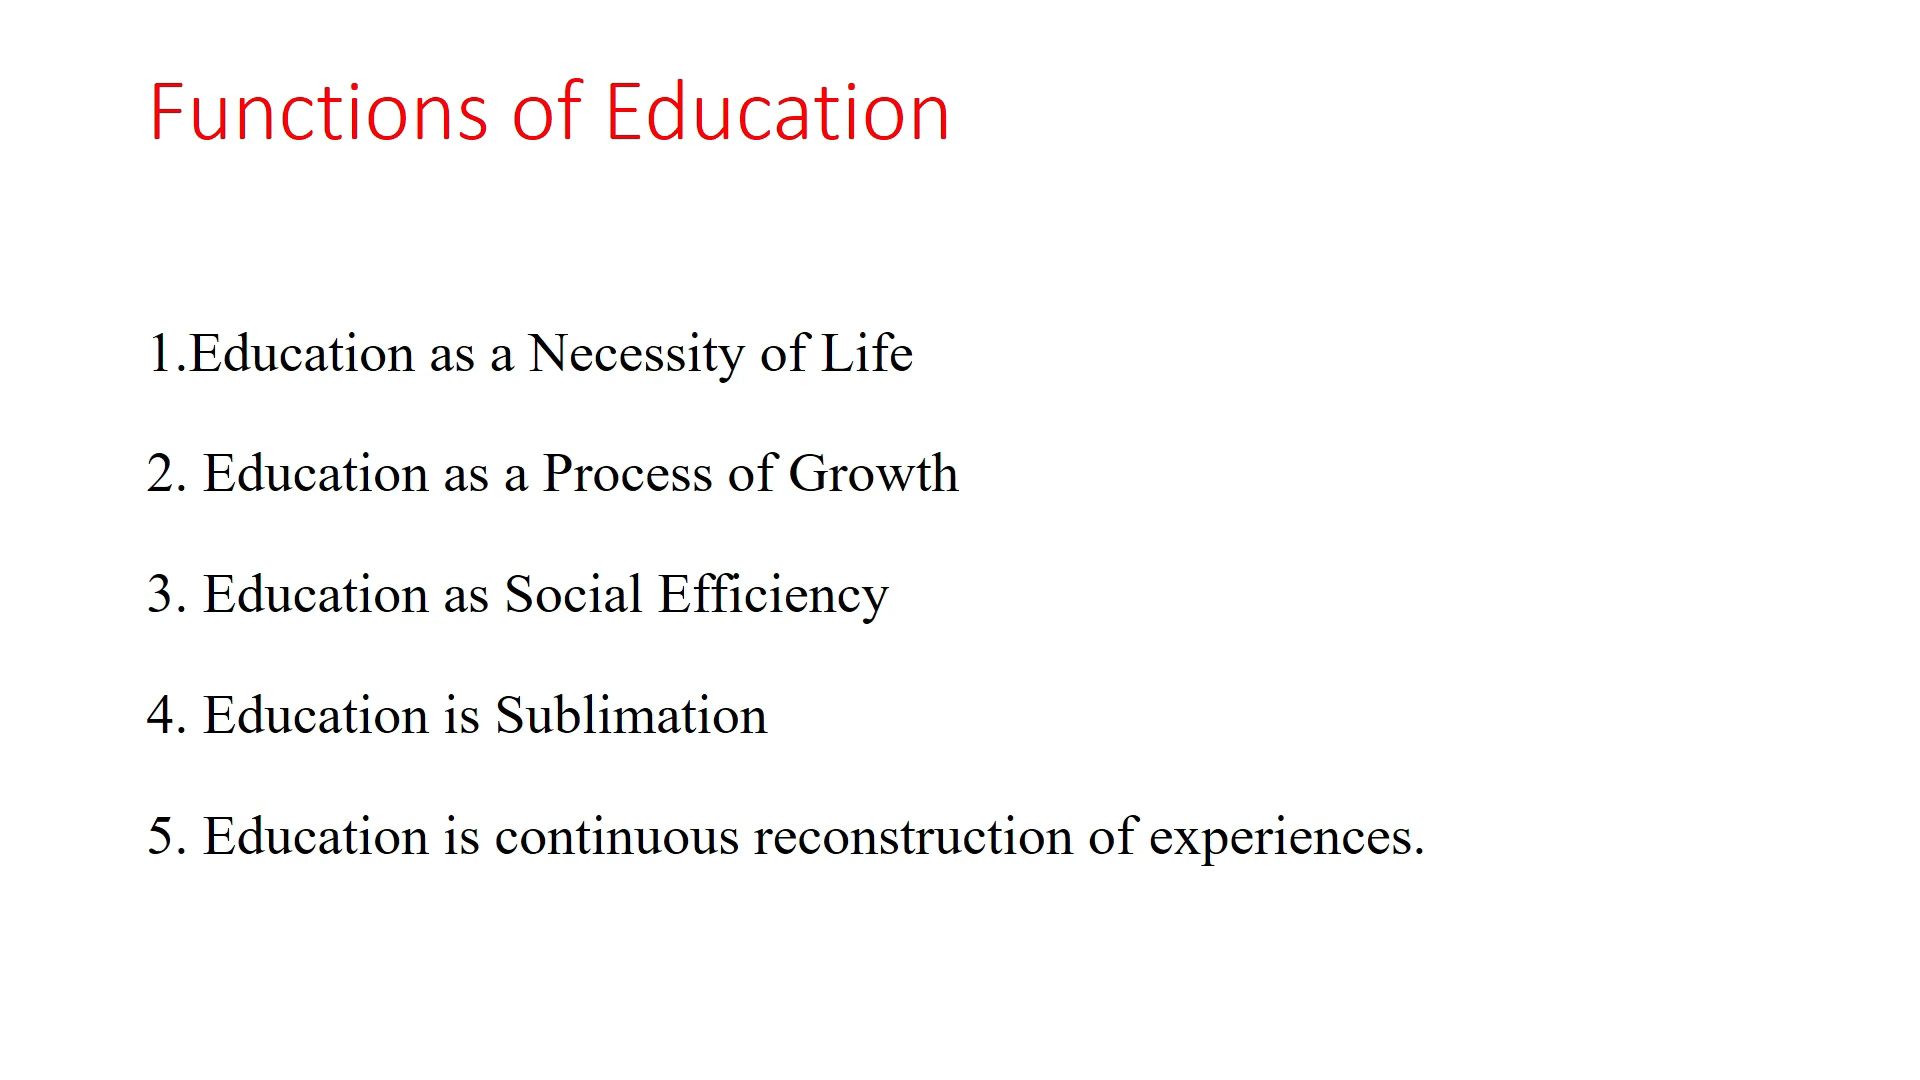 Functions of Education
1.Education as a Necessity of Life
2. Education as a Process of Growth
3. Education as Social Efficiency
4. Education is Sublimation
5. Education is continuous reconstruction of experiences.